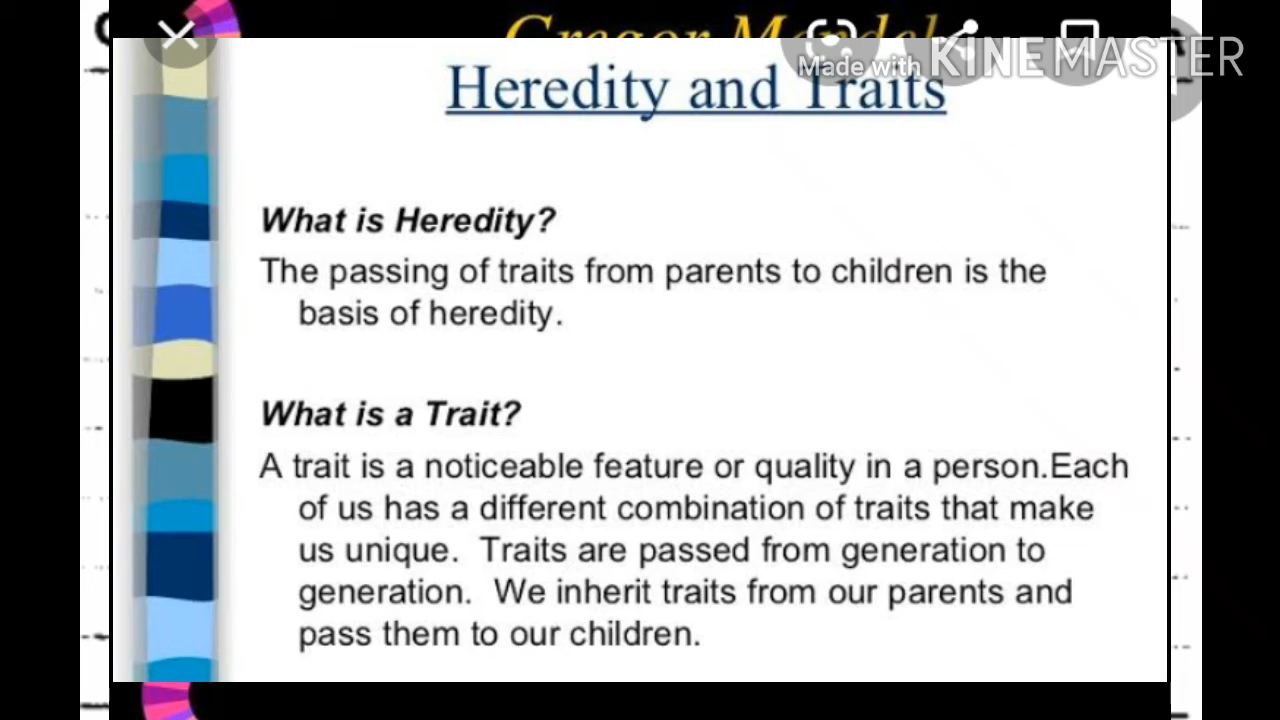 Gregor Mendel
Made with KINEMASTER
Heredity and Traits
What is Heredity?
The passing of traits from parents to children is the
basis of heredity.
What is a Trait?
A trait is a noticeable feature or quality in a person.Each
of us has a different combination of traits that make
us unique. Traits are passed from generation to
generation. We inherit traits from our parents and
pass them to our children.